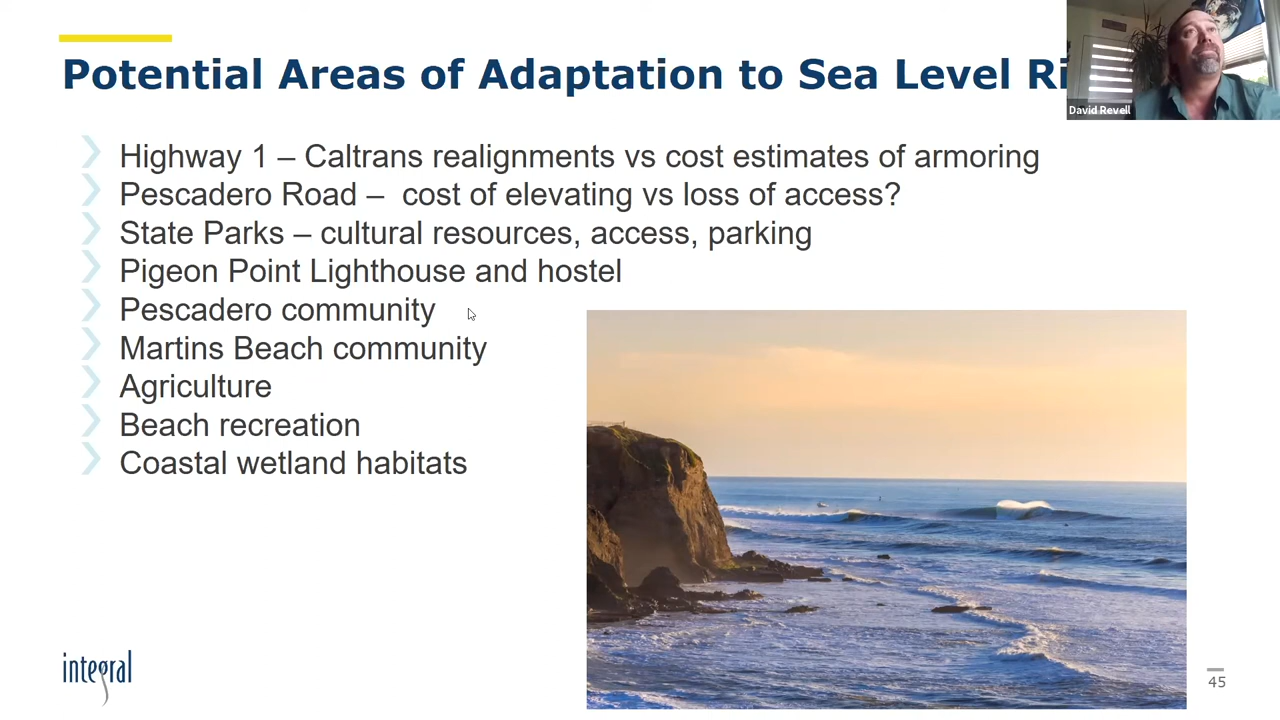 Potential Areas of Adaptation to Sea Level
David Revell
Highway 1 – Caltrans realignments vs cost estimates of armoring
Pescadero Road – cost of elevating vs loss of access?
State Parks – cultural resources, access, parking
Pigeon Point Lighthouse and hostel
Pescadero community
Martins Beach community
Agriculture
Beach recreation
Coastal wetland habitats
integral
45